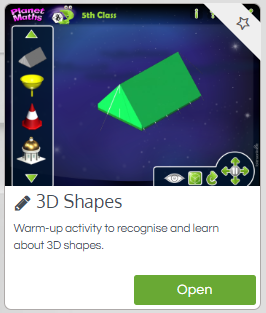 Planet
Maths
5th Class
3D Shapes
Warm-up activity to recognise and learn
about 3D shapes.
Open